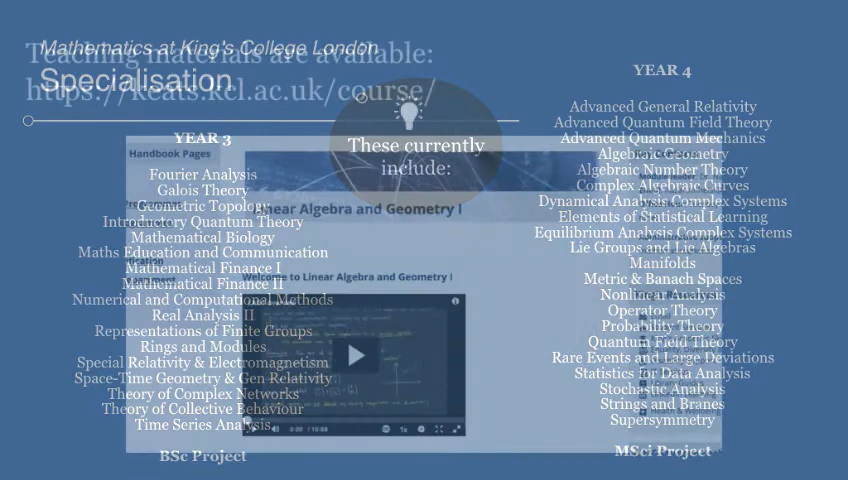 Mathematics at King's College London
Teaching materials are available:
Specialisation
https://keats.kcl.ac.uk/course/
These currently
include:
YEAR 3
Fourier Analysis
Galois Theory
Geometric Topology
Introductory Quantum Theory
Mathematical Biology
Maths Education and Communication
Mathematical Finance I
Mathematical Finance II
Numerical and Computational Methods
Real Analysis II
Representations of Finite Groups
Rings and Modules
Special Relativity & Electromagnetism
Space-Time Geometry & Gen Relativity
Theory of Complex Networks
Theory of Collective Behaviour
Time Series Analysis
BSc Project
Handbook Pages
Linear Algebra and Geometry I
Welcome to Linear Algebra and Geometry I
YEAR 4
Advanced General Relativity
Advanced Quantum Field Theory
Advanced Quantum Mechanics
Algebraic Geometry
Algebraic Number Theory
Complex Algebraic Curves
Dynamical Analysis Complex Systems
Elements of Statistical Learning
Equilibrium Analysis Complex Systems
Lie Groups and Lie Algebras
Manifolds
Metric & Banach Spaces
Nonlinear Analysis
Operator Theory
Probability Theory
Quantum Field Theory
Rare Events and Large Deviations
Statistics for Data Analysis
Stochastic Analysis
Strings and Branes
Supersymmetry
MSci Project